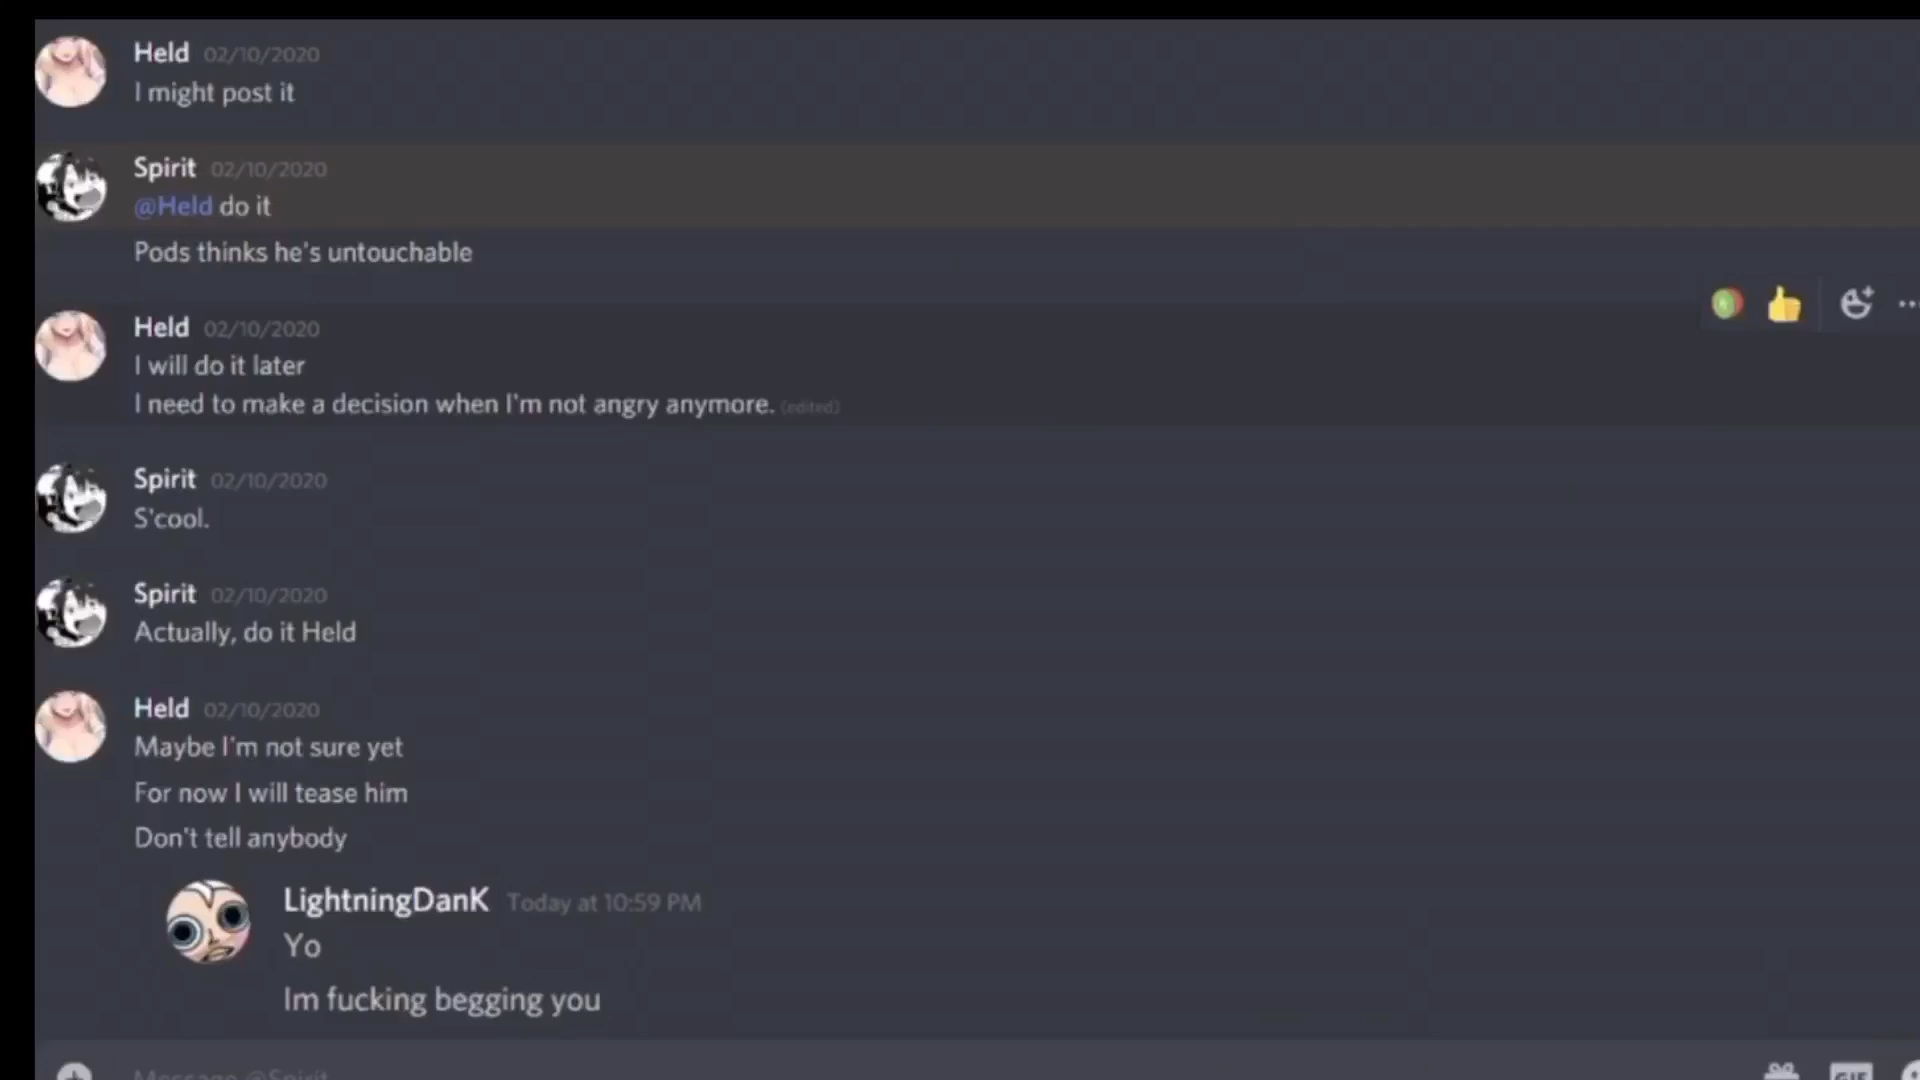 Held 02/10/2020
I might post it
Spirit 02/10/2020
@Held do it
Pods thinks he's untouchable
Held 02/10/2020
I will do it later
I need to make a decision when I'm not angry anymore. (edited)
Spirit 02/10/2020
S'cool.
Spirit 02/10/2020
Actually, do it Held
Held 02/10/2020
Maybe I'm not sure yet
For now I will tease him
Don't tell anybody
LightningDanK Today at 10:59 PM
Yo
Im fucking begging you
Message @Spirit
GIF